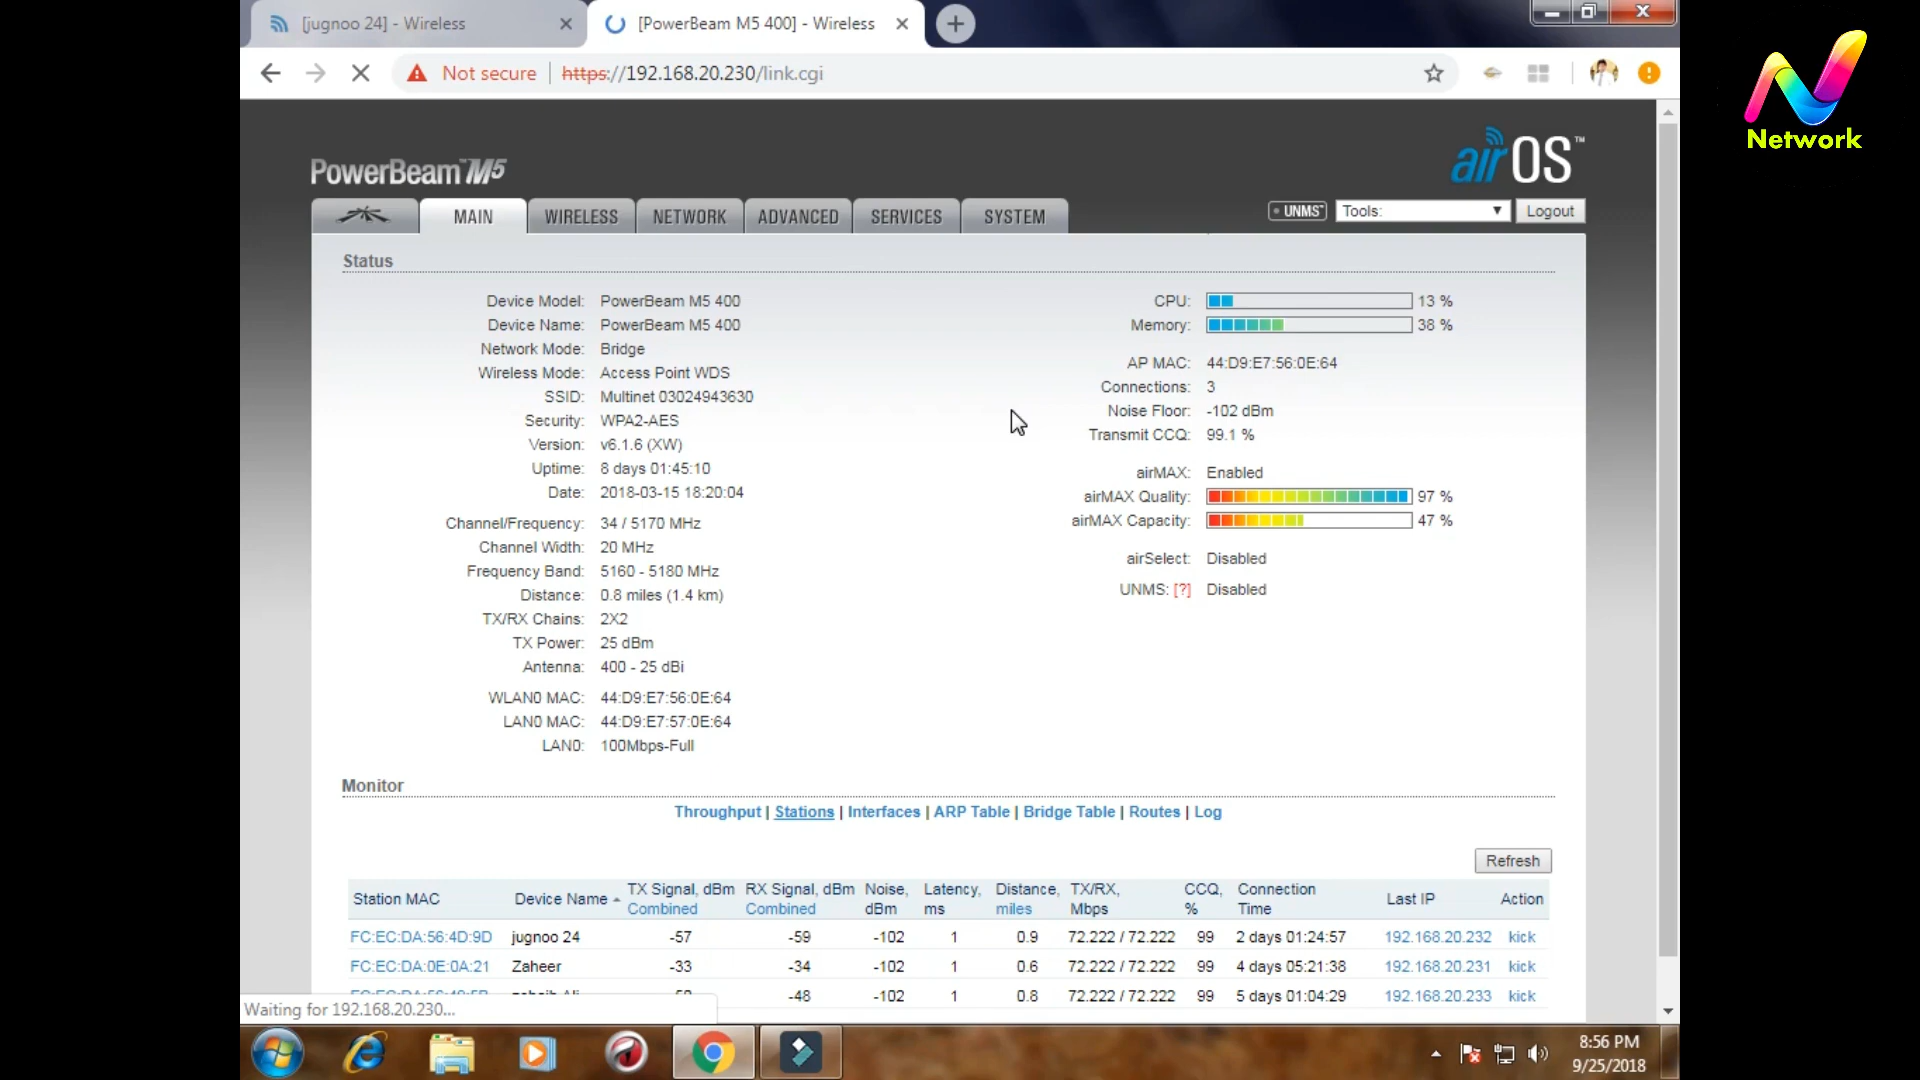 [jugnoo 24] - Wireless
[PowerBeam M5 400] - Wireless
Not secure
https://192.168.20.230/link.cgi
N
Network
PowerBeam™ M5
airOS™
MAIN
WIRELESS
NETWORK
ADVANCED
SERVICES
SYSTEM
UNMS™
Tools:
Logout
Status
Device Model: PowerBeam M5 400
Device Name: PowerBeam M5 400
Network Mode: Bridge
Wireless Mode: Access Point WDS
SSID: Multinet 03024943630
Security: WPA2-AES
Version: v6.1.6 (XW)
Uptime: 8 days 01:45:10
Date: 2018-03-15 18:20:04
Channel/Frequency: 34 / 5170 MHz
Channel Width: 20 MHz
Frequency Band: 5160 - 5180 MHz
Distance: 0.8 miles (1.4 km)
TX/RX Chains: 2X2
TX Power: 25 dBm
Antenna: 400 - 25 dBi
WLAN0 MAC: 44:D9:E7:56:0E:64
LAN0 MAC: 44:D9:E7:57:0E:64
LAN0: 100Mbps-Full
CPU: 13 %
Memory: 38 %
AP MAC: 44:D9:E7:56:0E:64
Connections: 3
Noise Floor: -102 dBm
Transmit CCQ: 99.1 %
airMAX: Enabled
airMAX Quality: 97 %
airMAX Capacity: 47 %
airSelect: Disabled
UNMS: [?] Disabled
Monitor
Throughput | Stations | Interfaces | ARP Table | Bridge Table | Routes | Log
Refresh
Station MAC Device Name TX Signal, dBm Combined RX Signal, dBm Combined Noise, dBm Latency, ms Distance, miles TX/RX, Mbps CCQ, % Connection Time Last IP Action
FC:EC:DA:56:4D:9D jugnoo 24 -57 -59 -102 1 0.9 72.222 / 72.222 99 2 days 01:24:57 192.168.20.232 kick
FC:EC:DA:0E:0A:21 Zaheer -33 -34 -102 1 0.6 72.222 / 72.222 99 4 days 05:21:38 192.168.20.231 kick
-48 -102 1 0.8 72.222 / 72.222 99 5 days 01:04:29 192.168.20.233 kick
Waiting for 192.168.20.230...
8:56 PM
9/25/2018